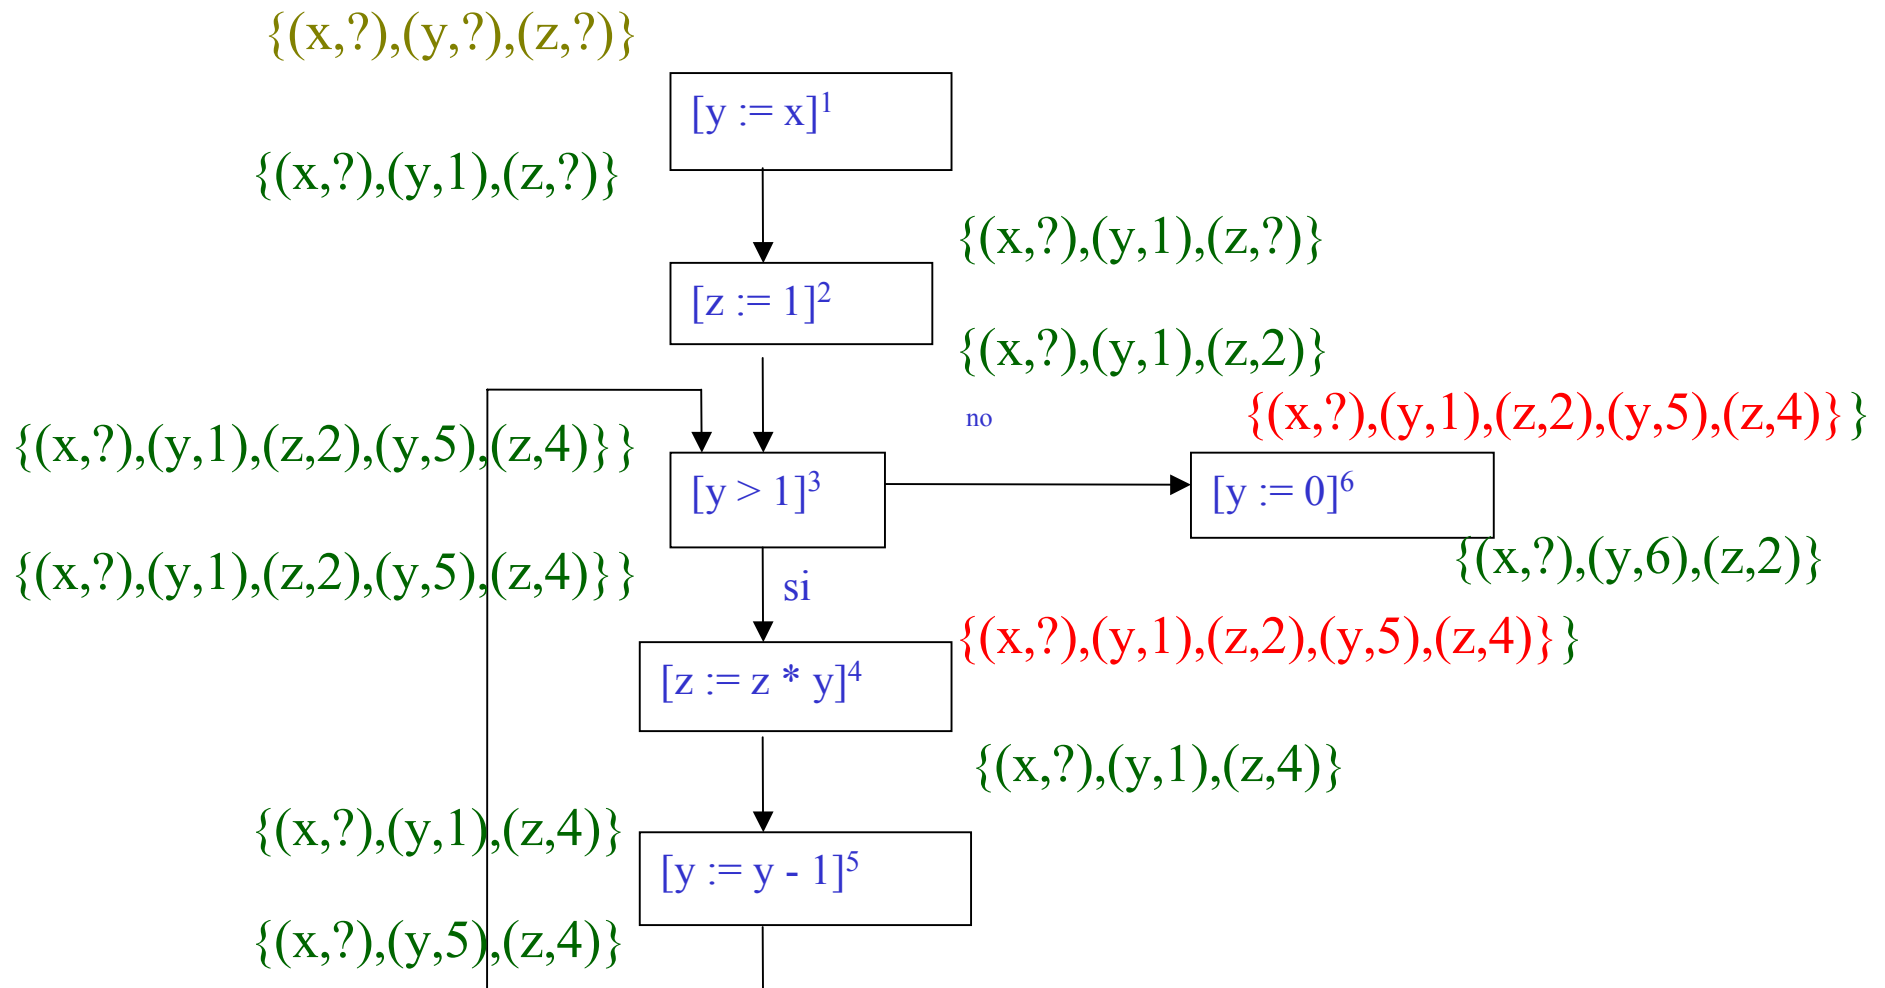 {(x,?),(y,?),(z,?)}
[y := x]1
{(x,?),(y,1),(z,?)}
{(x,?),(y,1),(z,?)}
[z := 1]2
{(x,?),(y,1),(z,2)}
no
{(x,?),(y,1),(z,2),(y,5),(z,4)}}
{(x,?),(y,1),(z,2),(y,5),(z,4)}}
[y > 1]3
[y := 0]6
{(x,?),(y,6),(z,2)}
{(x,?),(y,1),(z,2),(y,5),(z,4)}}
si
{(x,?),(y,1),(z,2),(y,5),(z,4)}}
[z := z * y]4
{(x,?),(y,1),(z,4)}
{(x,?),(y,1),(z,4)}
[y := y - 1]5
{(x,?),(y,5),(z,4)}